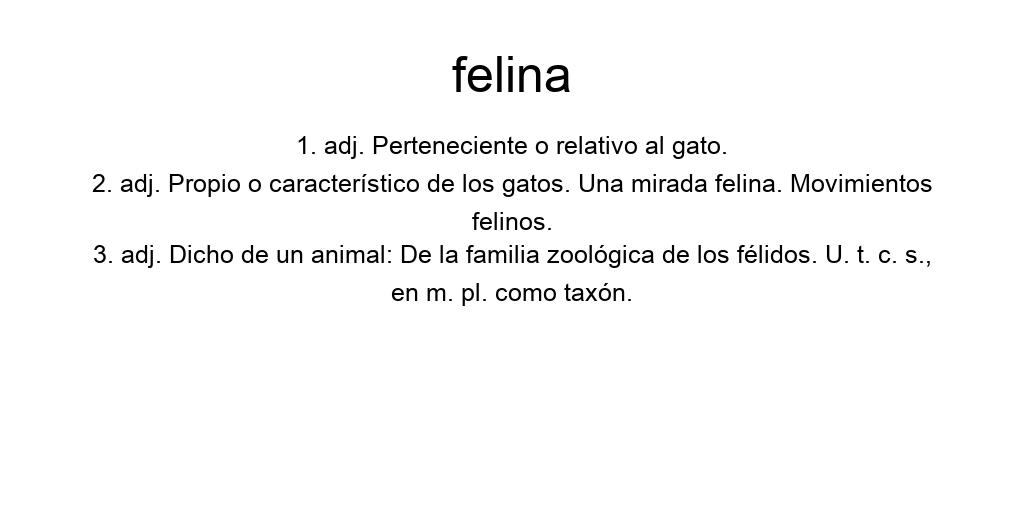 felina
1. adj. Perteneciente o relativo al gato.
2. adj. Propio o característico de los gatos. Una mirada felina. Movimientos
felinos.
3. adj. Dicho de un animal: De la familia zoológica de los félidos. U. t. c. s.,
en m. pl. como taxón.